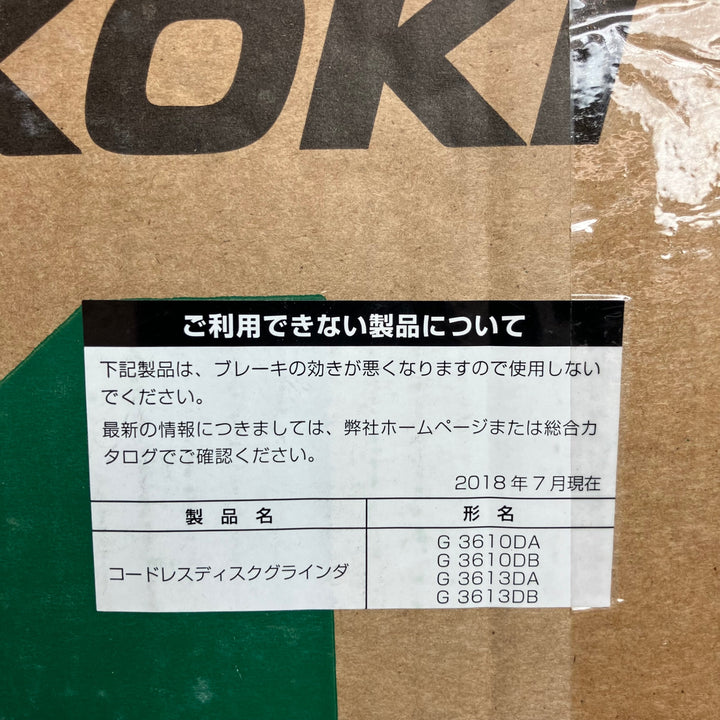 KOKI
ご利用できない製品について
下記製品は、ブレーキの効きが悪くなりますので使用しない
でください。
最新の情報につきましては、弊社ホームページまたは総合カ
タログでご確認ください。
2018年7月現在
製品名 形名
コードレスディスクグラインダ
G 3610DA
G 3610DB
G 3613DA
G 3613DB